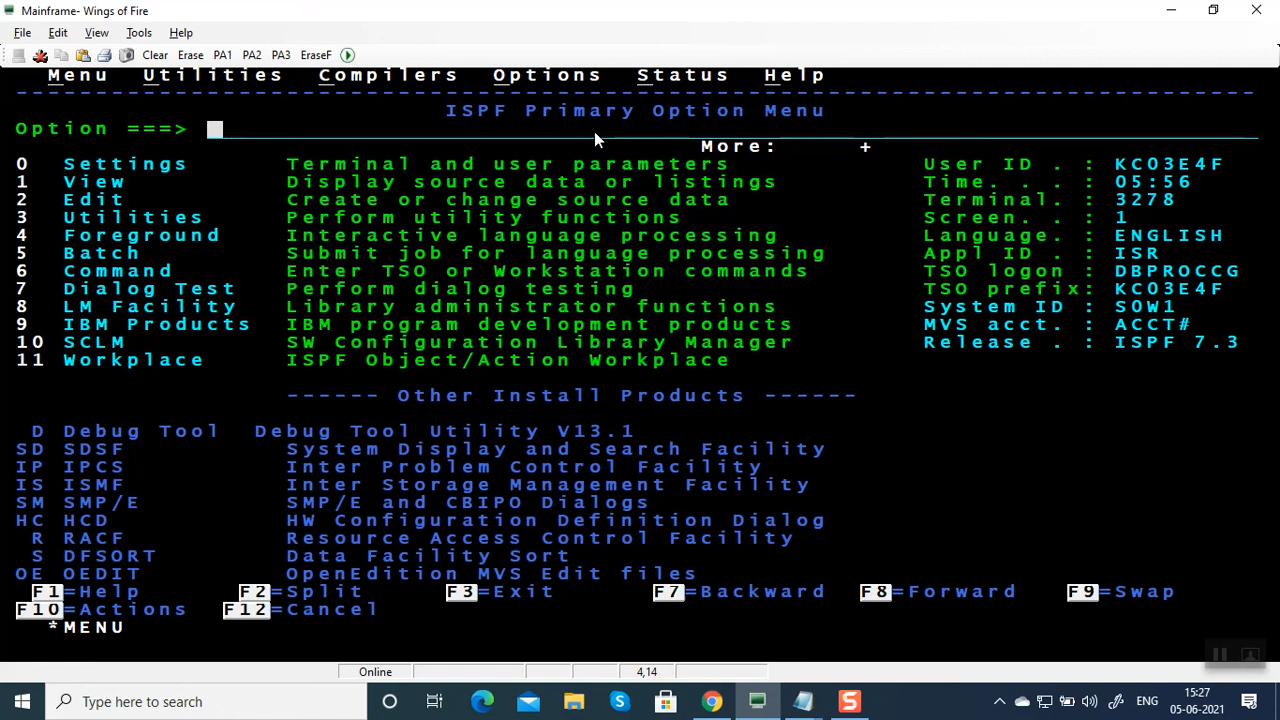 Mainframe- Wings of Fire
File Edit View Tools Help
Clear Erase PA1 PA2 PA3 EraseF
Menu Utilities Compilers Options Status Help
------------------------------------------------------------------------------
ISPF Primary Option Menu
Option ===>
More: +
0 Settings Terminal and user parameters User ID . : KC03E4F
1 View Display source data or listings Time. . . : 05:56
2 Edit Create or change source data Terminal. : 3278
3 Utilities Perform utility functions Screen. . : 1
4 Foreground Interactive language processing Language. : ENGLISH
5 Batch Submit job for language processing Appl ID . : ISR
6 Command Enter TSO or Workstation commands TSO logon : DBPROCCG
7 Dialog Test Perform dialog testing TSO prefix: KC03E4F
8 LM Facility Library administrator functions System ID : S0W1
9 IBM Products IBM program development products MVS acct. : ACCT#
10 SCLM SW Configuration Library Manager Release . : ISPF 7.3
11 Workplace ISPF Object/Action Workplace
------ Other Install Products ------
D Debug Tool Debug Tool Utility V13.1
SD SDSF System Display and Search Facility
IP IPCS Inter Problem Control Facility
IS ISMF Inter Storage Management Facility
SM SMP/E SMP/E and CBIPO Dialogs
HC HCD HW Configuration Definition Dialog
R RACF Resource Access Control Facility
S DFSORT Data Facility Sort
OE OEDIT OpenEdition MVS Edit files
F1=Help F2=Split F3=Exit F7=Backward F8=Forward F9=Swap
F10=Actions F12=Cancel
*MENU
Online 4,14
Type here to search ENG 15:27
05-06-2021